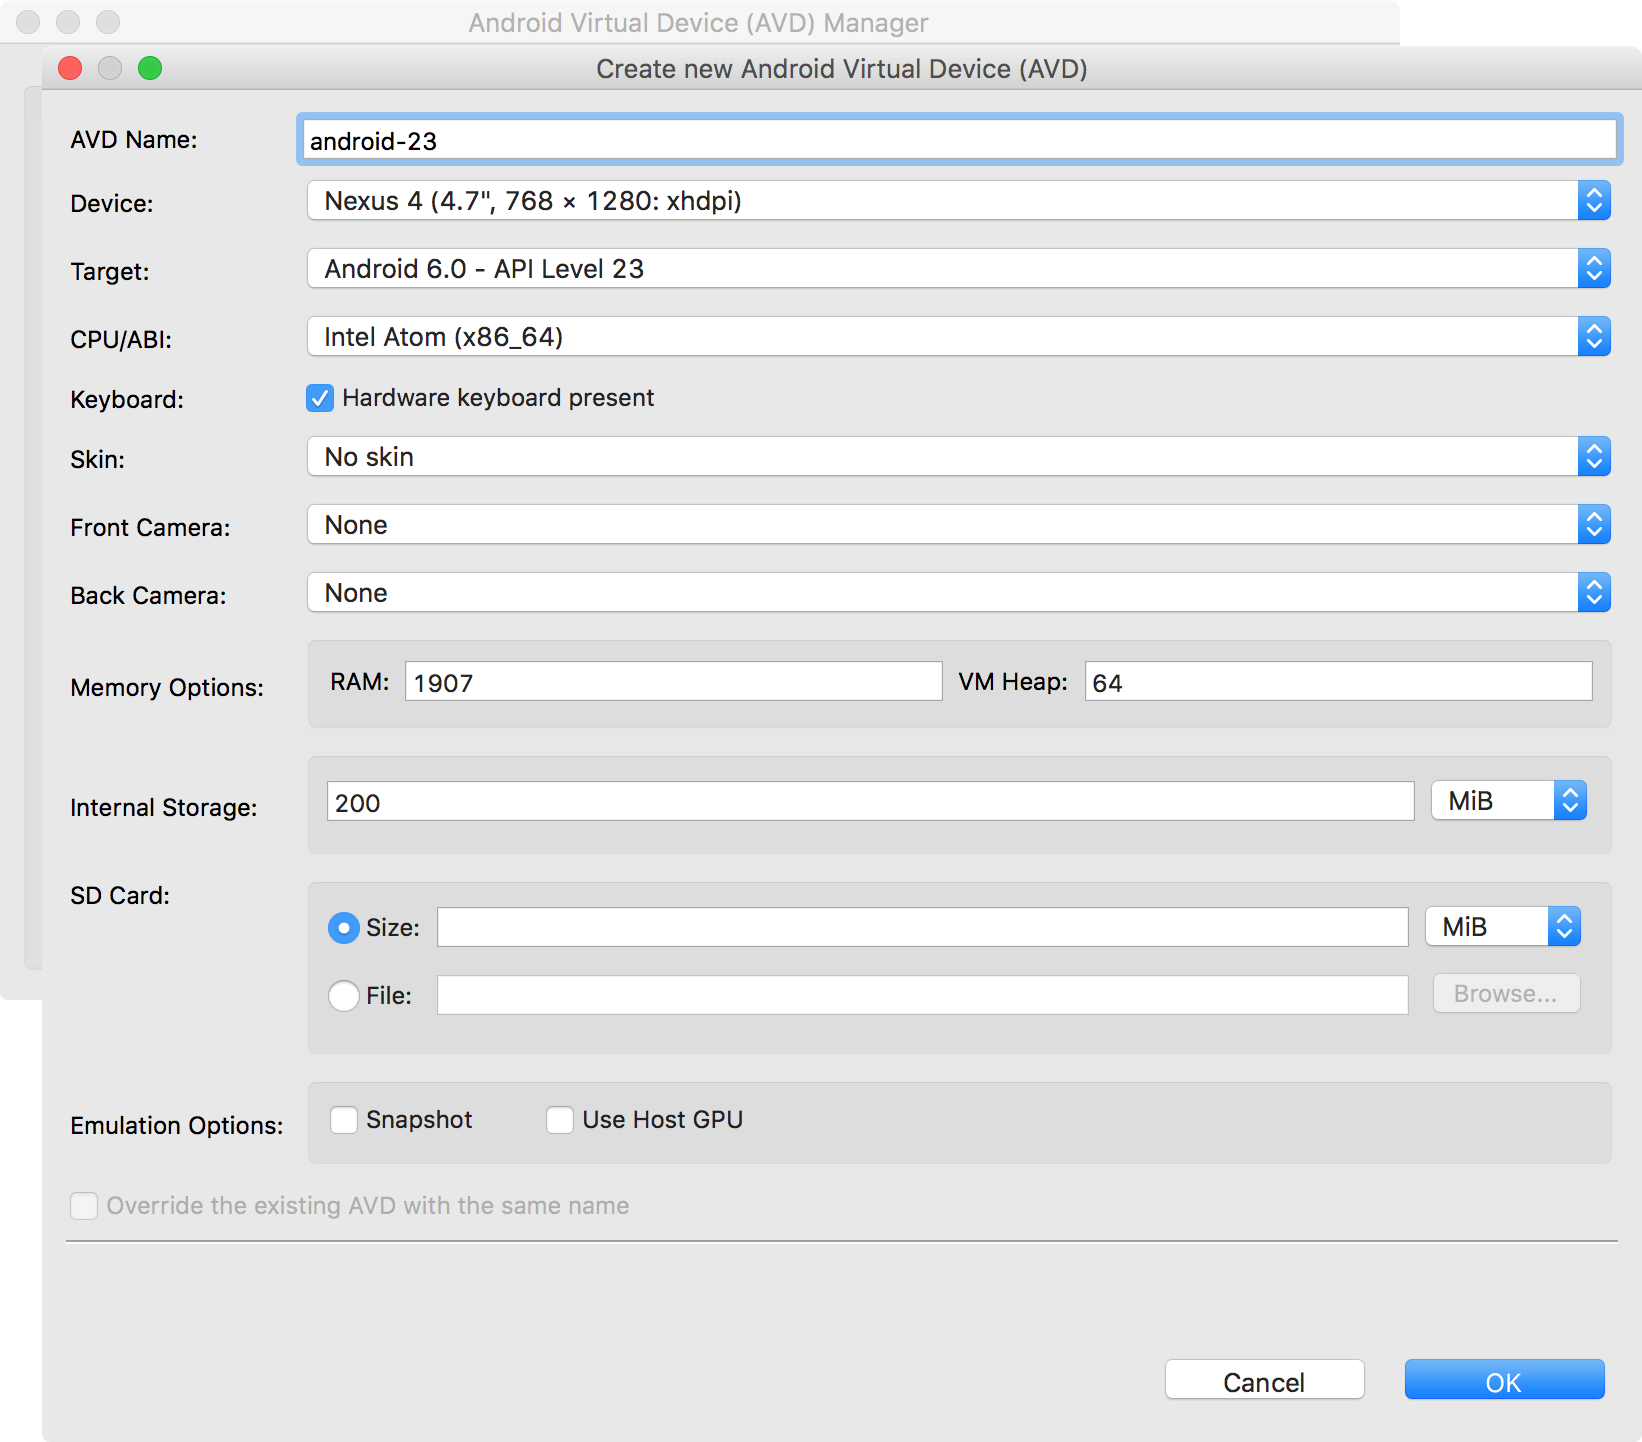 Android Virtual Device (AVD) Manager
Create new Android Virtual Device (AVD)
AVD Name: android-23
Device: Nexus 4 (4.7", 768 × 1280: xhdpi)
Target: Android 6.0 - API Level 23
CPU/ABI: Intel Atom (x86_64)
Keyboard: Hardware keyboard present
Skin: No skin
Front Camera: None
Back Camera: None
Memory Options: RAM: 1907 VM Heap: 64
Internal Storage: 200 MiB
SD Card:
Size: MiB
File: Browse...
Emulation Options: Snapshot Use Host GPU
Override the existing AVD with the same name
Cancel OK